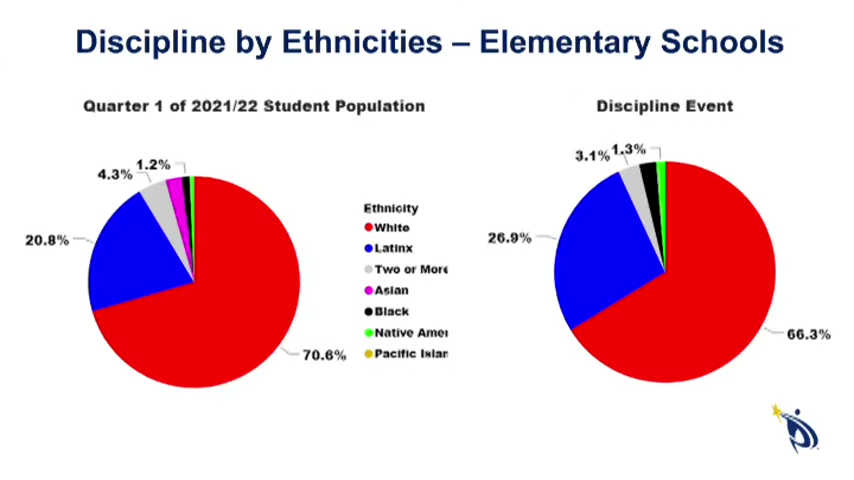 Discipline by Ethnicities – Elementary Schools
Quarter 1 of 2021/22 Student Population
Discipline Event
4.3%
1.2%
20.8%
70.6%
Ethnicity
White
Latinx
Two or More
Asian
Black
Native Amer
Pacific Islan
3.1%
1.3%
26.9%
66.3%